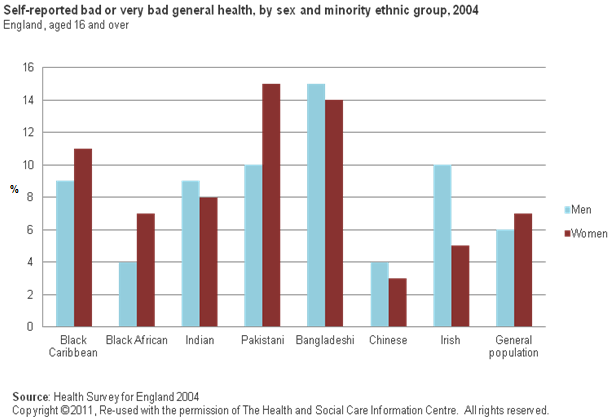 Self-reported bad or very bad general health, by sex and minority ethnic group, 2004
England, aged 16 and over
16
14
12
10
%
8
6
4
2
0
Men
Women
Black Caribbean
Black African
Indian
Pakistani
Bangladeshi
Chinese
Irish
General population
Source: Health Survey for England 2004
Copyright ©2011, Re-used with the permission of The Health and Social Care Information Centre. All rights reserved.